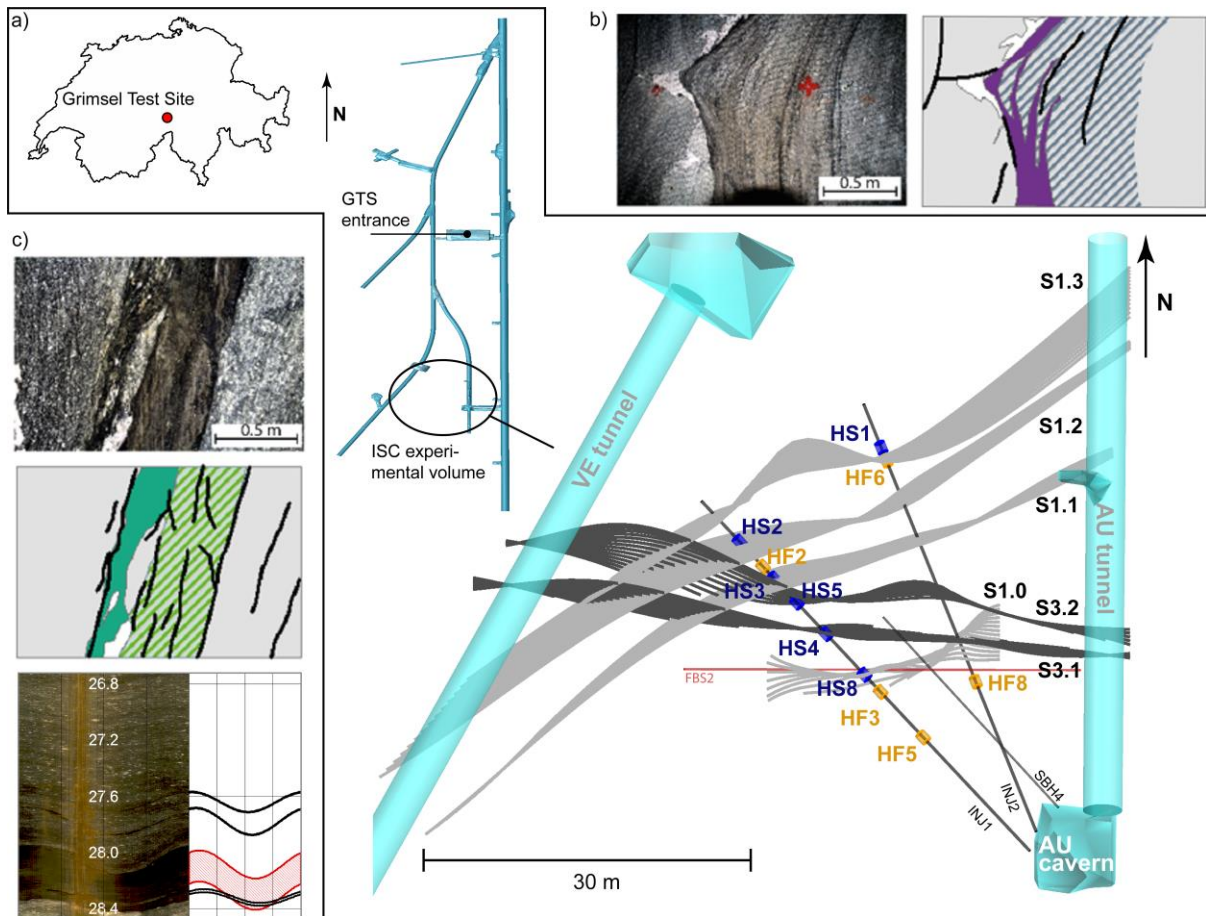 a)
Grimsel Test Site
N
GTS
entrance
ISC experi-
mental volume
b)
0.5 m
c)
0.5 m
26.8
27.2
27.6
28.0
28.4
N
VE tunnel
AU tunnel
AU
cavern
S1.3
S1.2
S1.1
S1.0
S3.2
S3.1
HS1
HF6
HS2
HF2
HS3
HS5
HS4
HS8
HF3
HF5
HF8
FBS2
SBH4
INJ2
INJ1
30 m